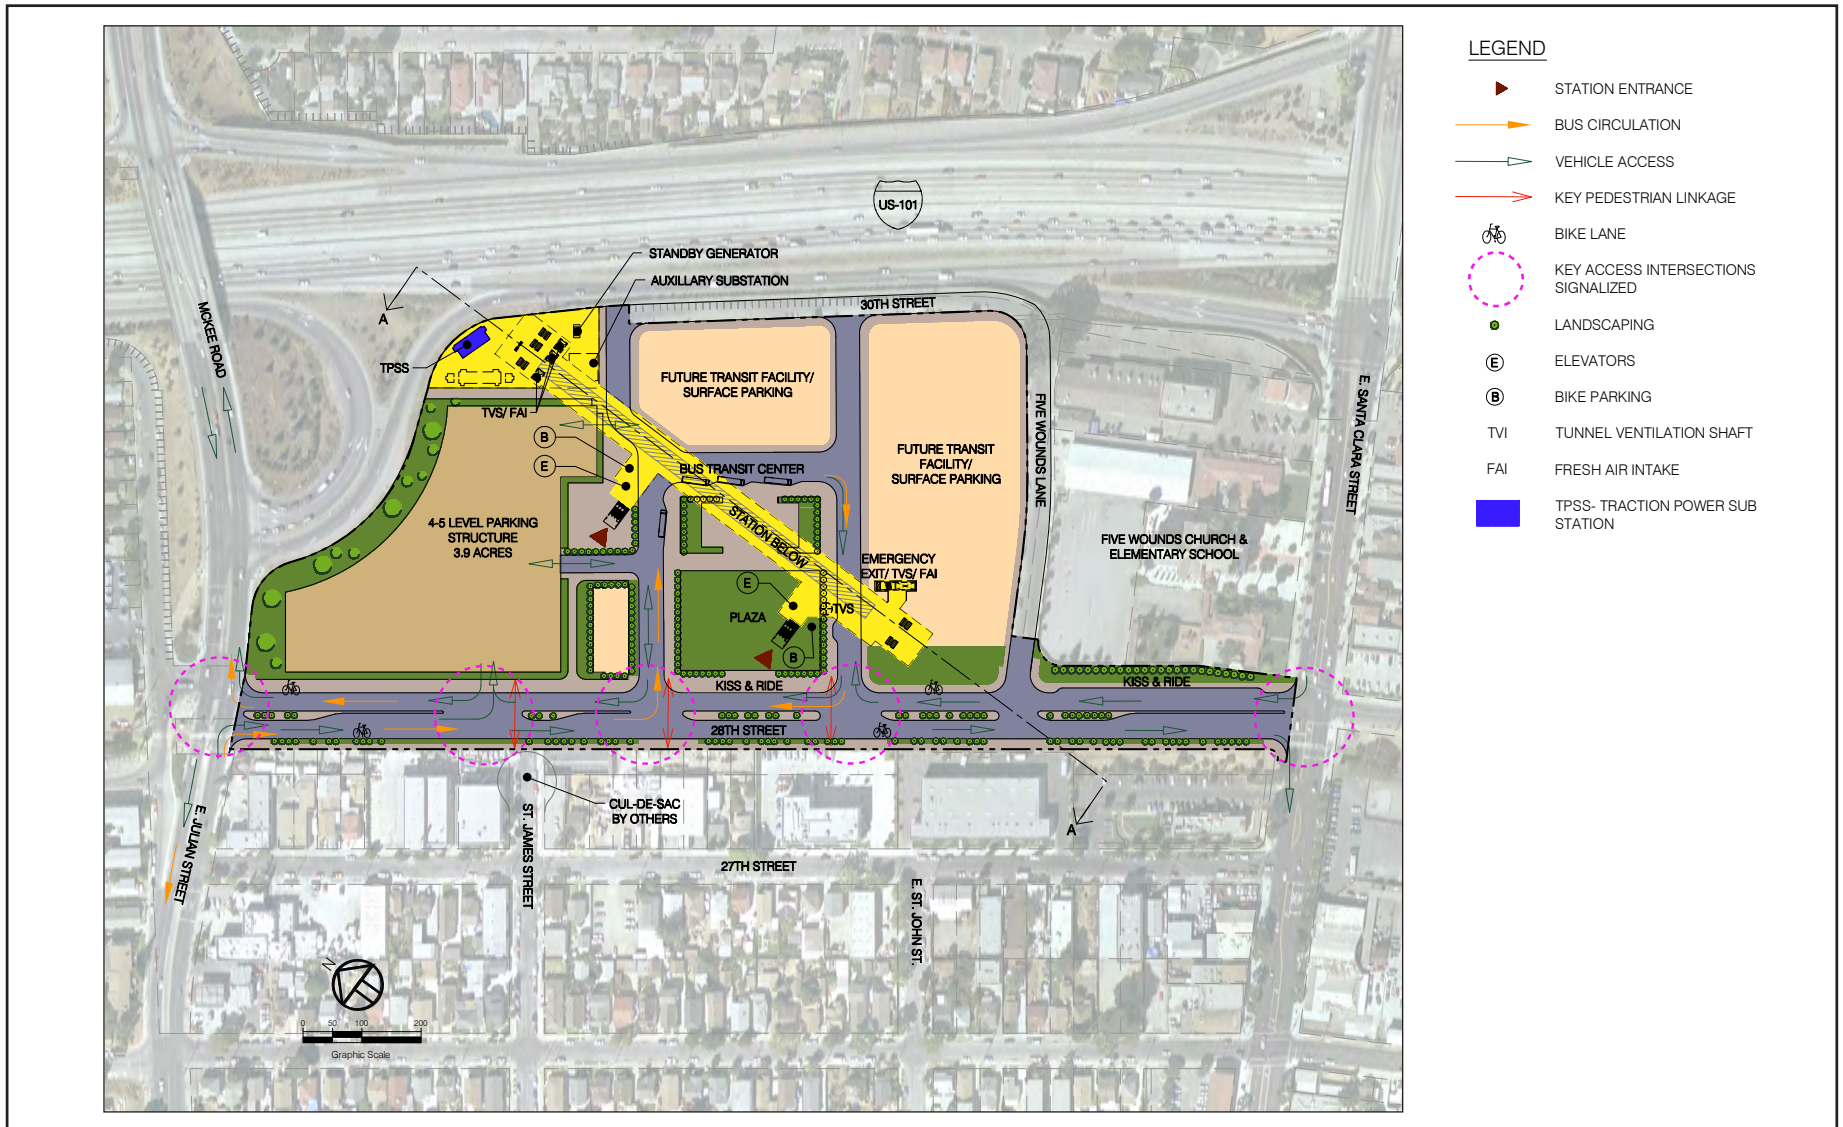 LEGEND
STATION ENTRANCE
BUS CIRCULATION
VEHICLE ACCESS
KEY PEDESTRIAN LINKAGE
BIKE LANE
KEY ACCESS INTERSECTIONS
SIGNALIZED
LANDSCAPING
E ELEVATORS
B BIKE PARKING
TVI TUNNEL VENTILATION SHAFT
FAI FRESH AIR INTAKE
TPSS- TRACTION POWER SUB
STATION
US-101
STANDBY GENERATOR
AUXILLARY SUBSTATION
A
MCKEE ROAD
30TH STREET
TPSS
FUTURE TRANSIT FACILITY/
SURFACE PARKING
TVS/ FAI
B
E
BUS TRANSIT CENTER
FUTURE TRANSIT
FACILITY/
SURFACE PARKING
FIVE WOUNDS LANE
E. SANTA CLARA STREET
4-5 LEVEL PARKING
STRUCTURE
3.9 ACRES
STATION BELOW
FIVE WOUNDS CHURCH &
ELEMENTARY SCHOOL
EMERGENCY
EXIT/ TVS/ FAI
E
TVS
PLAZA
B
KISS & RIDE
KISS & RIDE
28TH STREET
CUL-DE-SAC
BY OTHERS
A
E. JULIAN STREET
ST. JAMES STREET
27TH STREET
E. ST. JOHN ST.
N
0 50 100 200
Graphic Scale